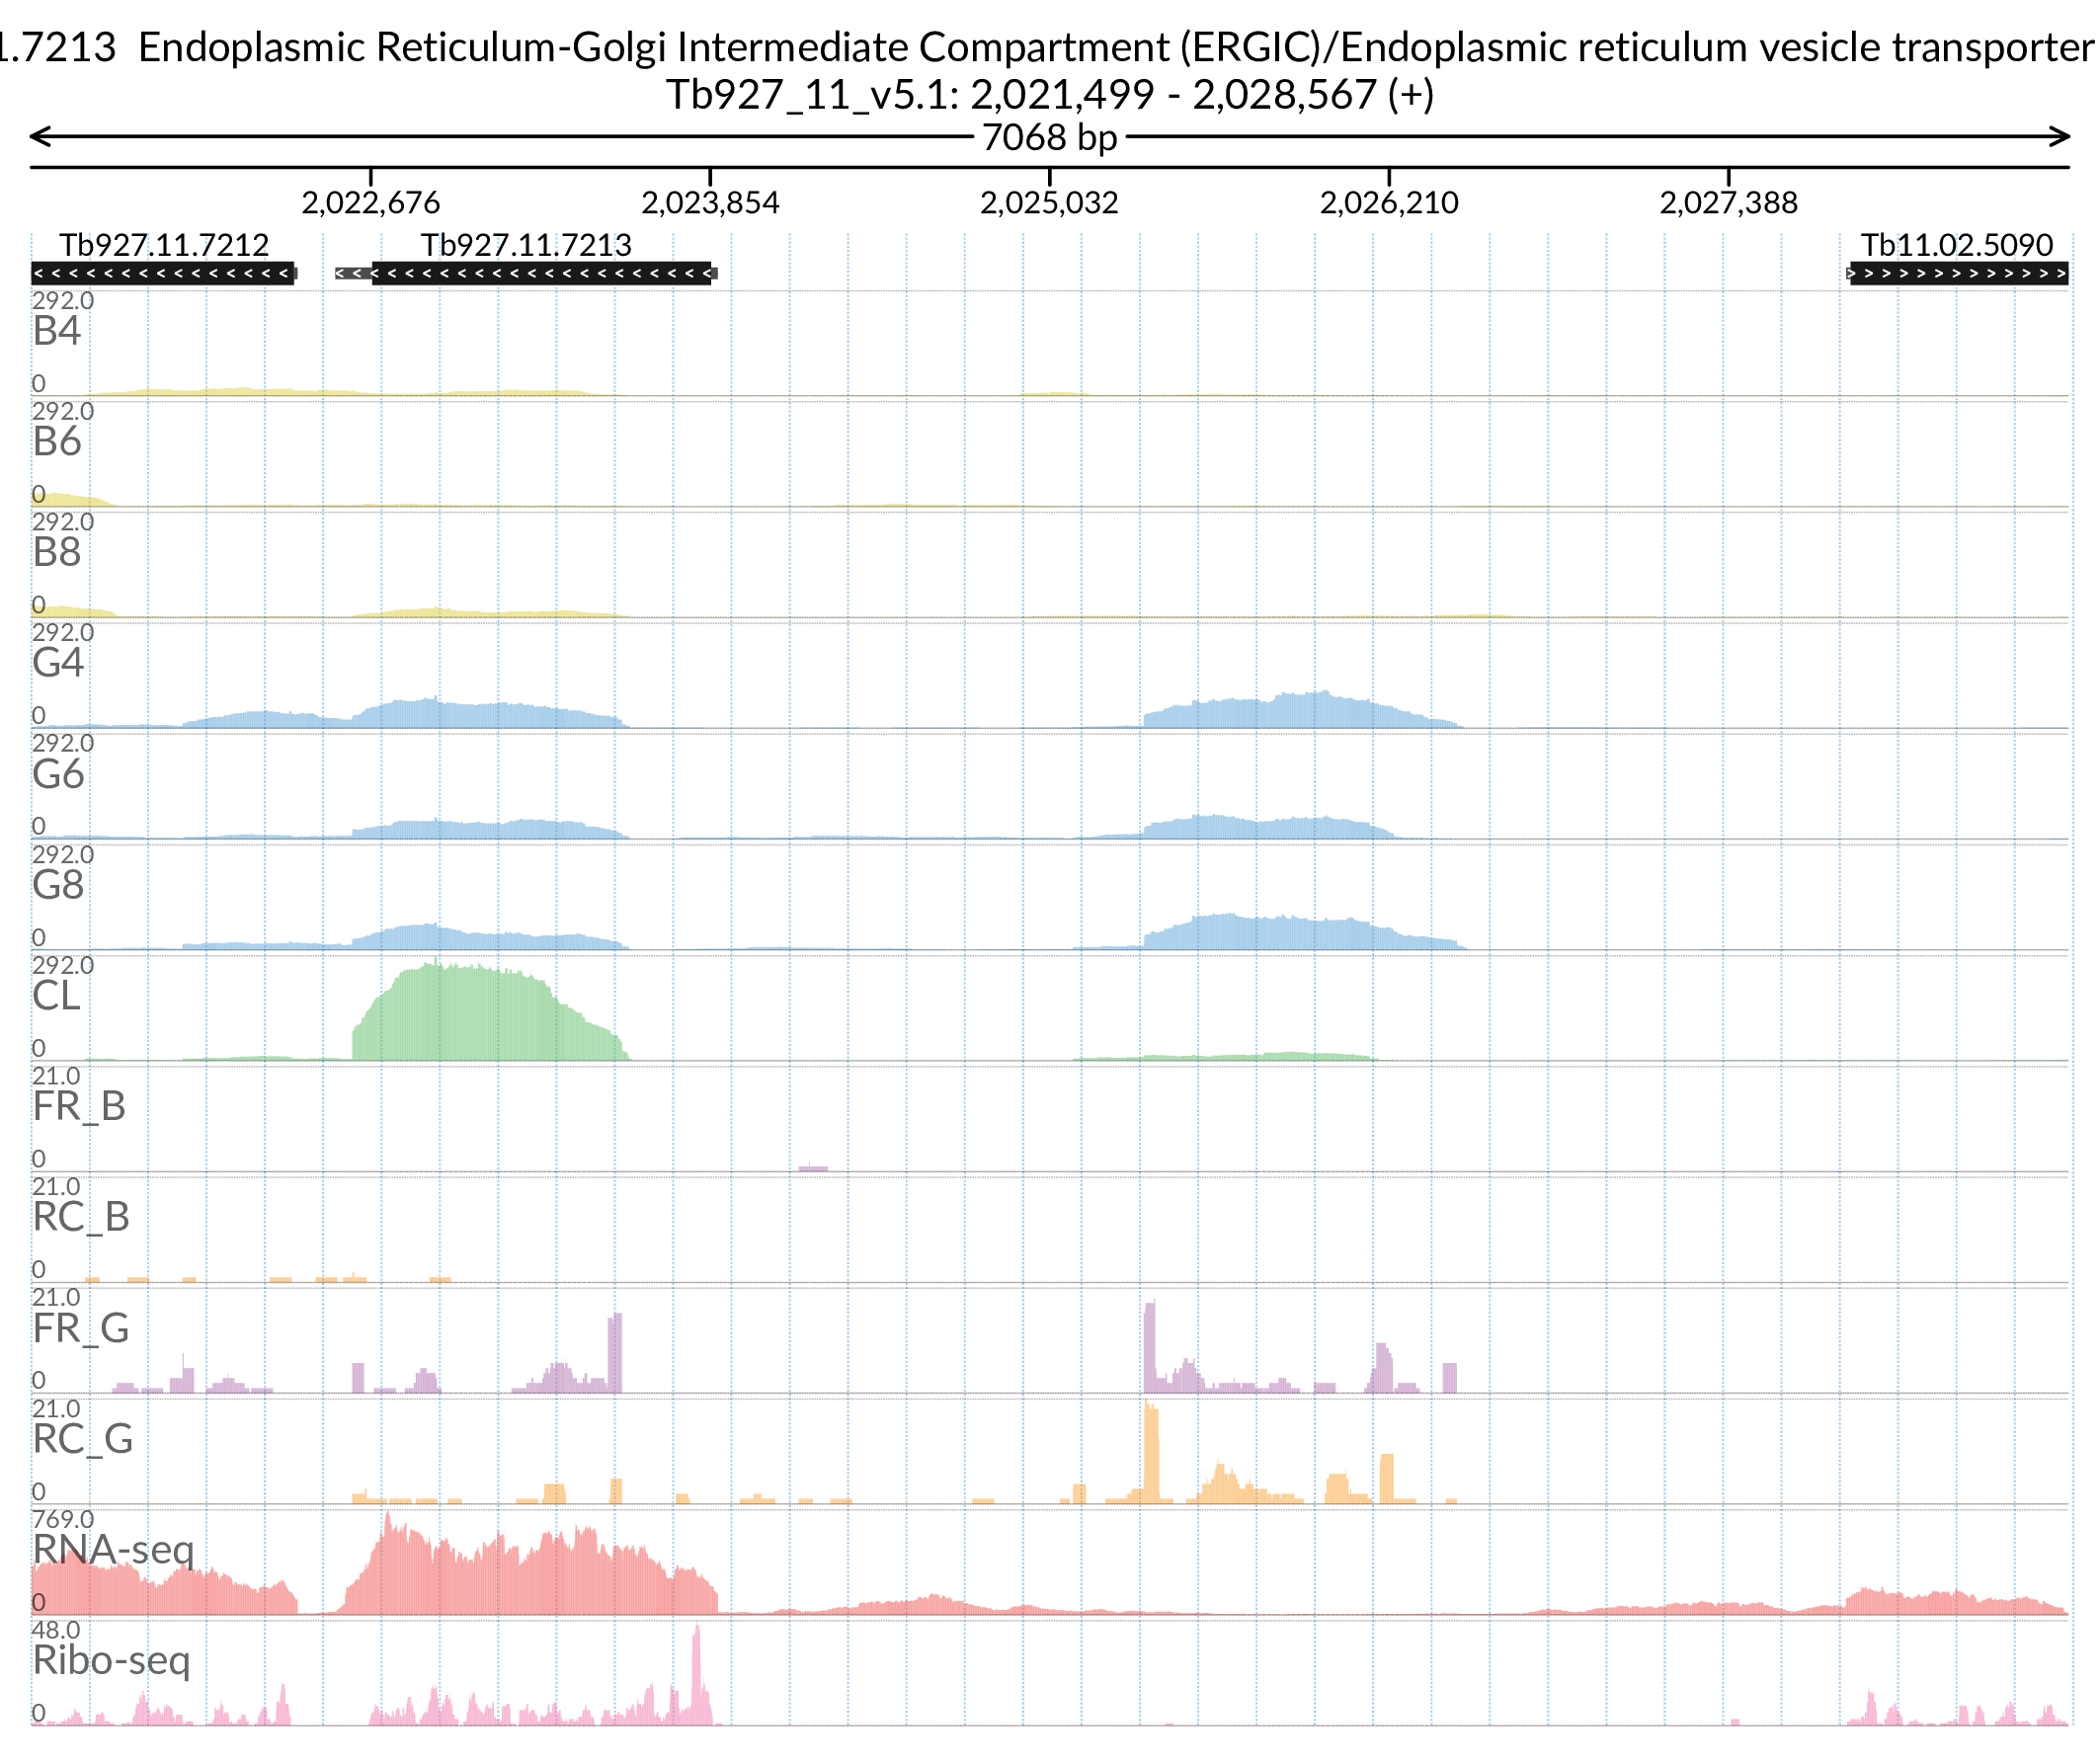 1.7213 Endoplasmic Reticulum-Golgi Intermediate Compartment (ERGIC)/Endoplasmic reticulum vesicle transporter
Tb927_11_v5.1: 2,021,499 - 2,028,567 (+)
7068 bp
2,022,676 2,023,854 2,025,032 2,026,210 2,027,388
Tb927.11.7212 Tb927.11.7213 Tb11.02.5090
292.0
B4
0
292.0
B6
0
292.0
B8
0
292.0
G4
0
292.0
G6
0
292.0
G8
0
292.0
CL
0
21.0
FR_B
0
21.0
RC_B
0
21.0
FR_G
0
21.0
RC_G
0
769.0
RNA-seq
0
48.0
Ribo-seq
0